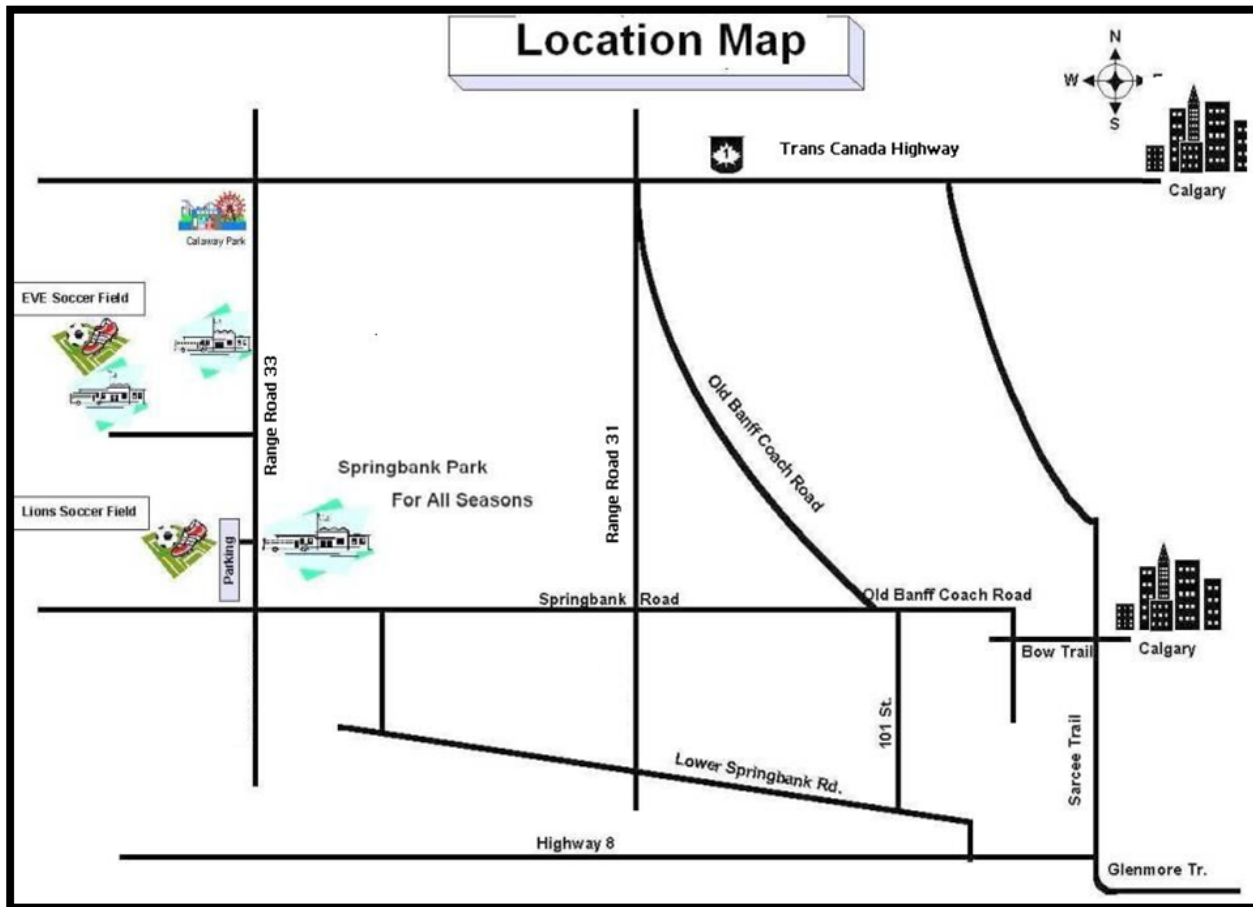 Location Map
N
W
S
1
Trans Canada Highway
Calgary
Calaway Park
EVE Soccer Field
Range Road 33
Range Road 31
Old Banff Coach Road
Springbank Park
For All Seasons
Lions Soccer Field
Parking
Springbank Road
Old Banff Coach Road
Bow Trail
Calgary
101 St.
Sarcee Trail
Lower Springbank Rd.
Highway 8
Glenmore Tr.